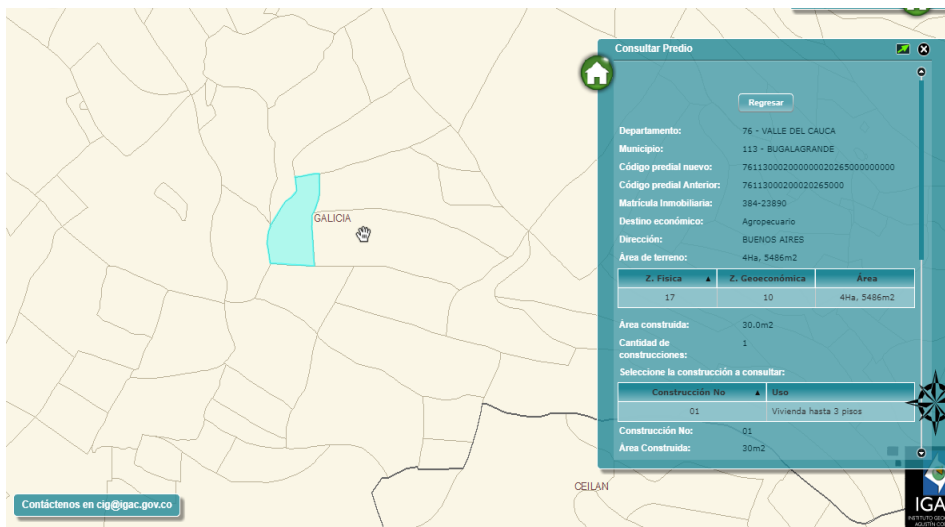 Consultar Predio
Regresar
Departamento: 76 - VALLE DEL CAUCA
Municipio: 113 - BUGALAGRANDE
Código predial nuevo: 761130002000000020265000000000
Código predial Anterior: 76113000200020265000
Matrícula Inmobiliaria: 384-23890
Destino económico: Agropecuario
Dirección: BUENOS AIRES
Área de terreno: 4Ha, 5486m2
Z. Física Z. Geoeconómica Área
17 10 4Ha, 5486m2
Área construida: 30.0m2
Cantidad de construcciones: 1
Seleccione la construcción a consultar:
Construcción No Uso
01 Vivienda hasta 3 pisos
Construcción No: 01
Área Construida: 30m2
GALICIA
CEILAN
Contáctenos en cig@igac.gov.co
IGA